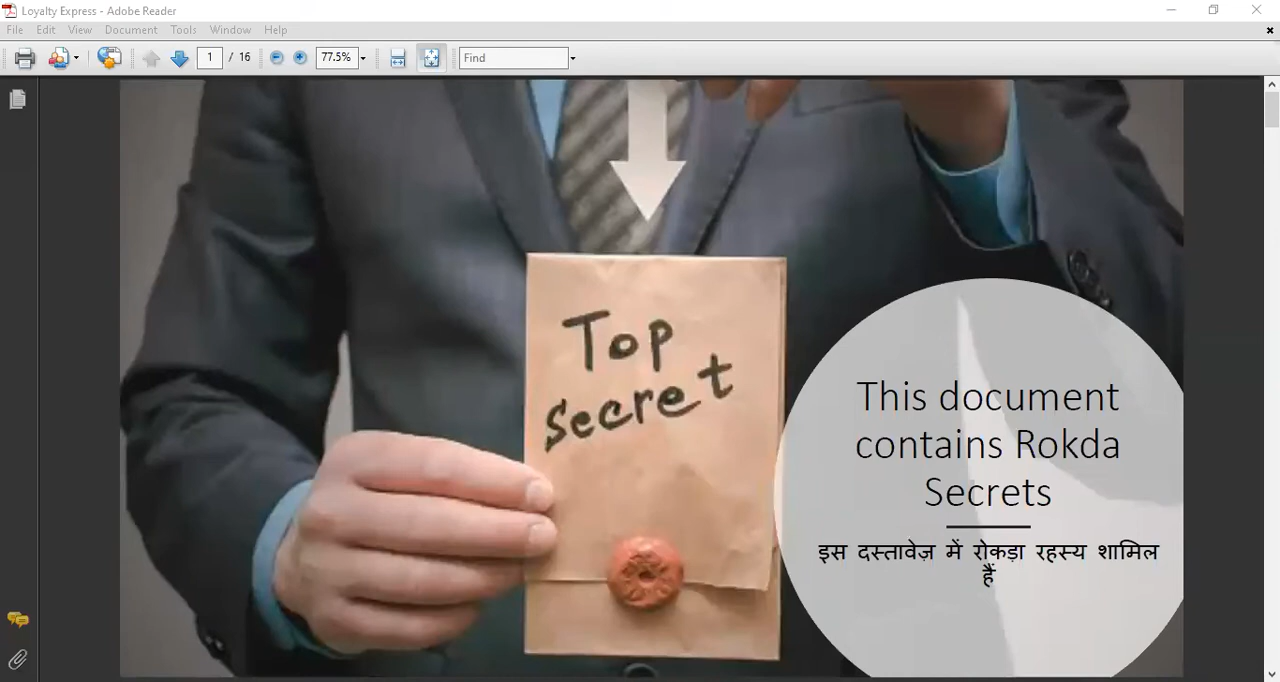 Loyalty Express - Adobe Reader
File Edit View Document Tools Window Help
1 / 16 77.5% Find
Top
secret
This document
contains Rokda
Secrets
इस दस्तावेज़ में रोकड़ा रहस्य शामिल
हैं